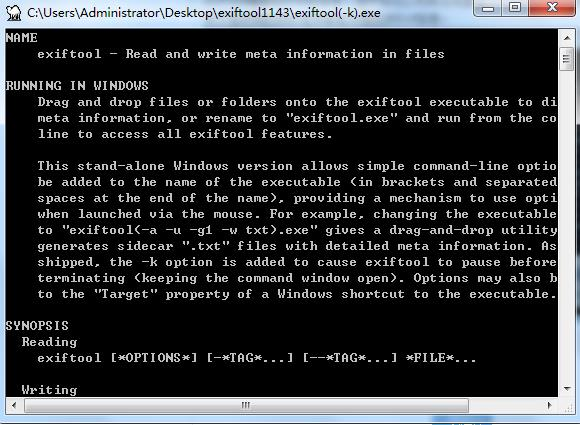 C:\Users\Administrator\Desktop\exiftool1143\exiftool(-k).exe
NAME
exiftool - Read and write meta information in files
RUNNING IN WINDOWS
Drag and drop files or folders onto the exiftool executable to di
meta information, or rename to "exiftool.exe" and run from the co
line to access all exiftool features.
This stand-alone Windows version allows simple command-line optio
be added to the name of the executable (in brackets and separated
spaces at the end of the name), providing a mechanism to use opti
when launched via the mouse. For example, changing the executable
to "exiftool(-a -u -g1 -w txt).exe" gives a drag-and-drop utility
generates sidecar ".txt" files with detailed meta information. As
shipped, the -k option is added to cause exiftool to pause before
terminating (keeping the command window open). Options may also b
to the "Target" property of a Windows shortcut to the executable.
SYNOPSIS
Reading
exiftool [*OPTIONS*] [-*TAG*...] [--*TAG*...] *FILE*...
Writing